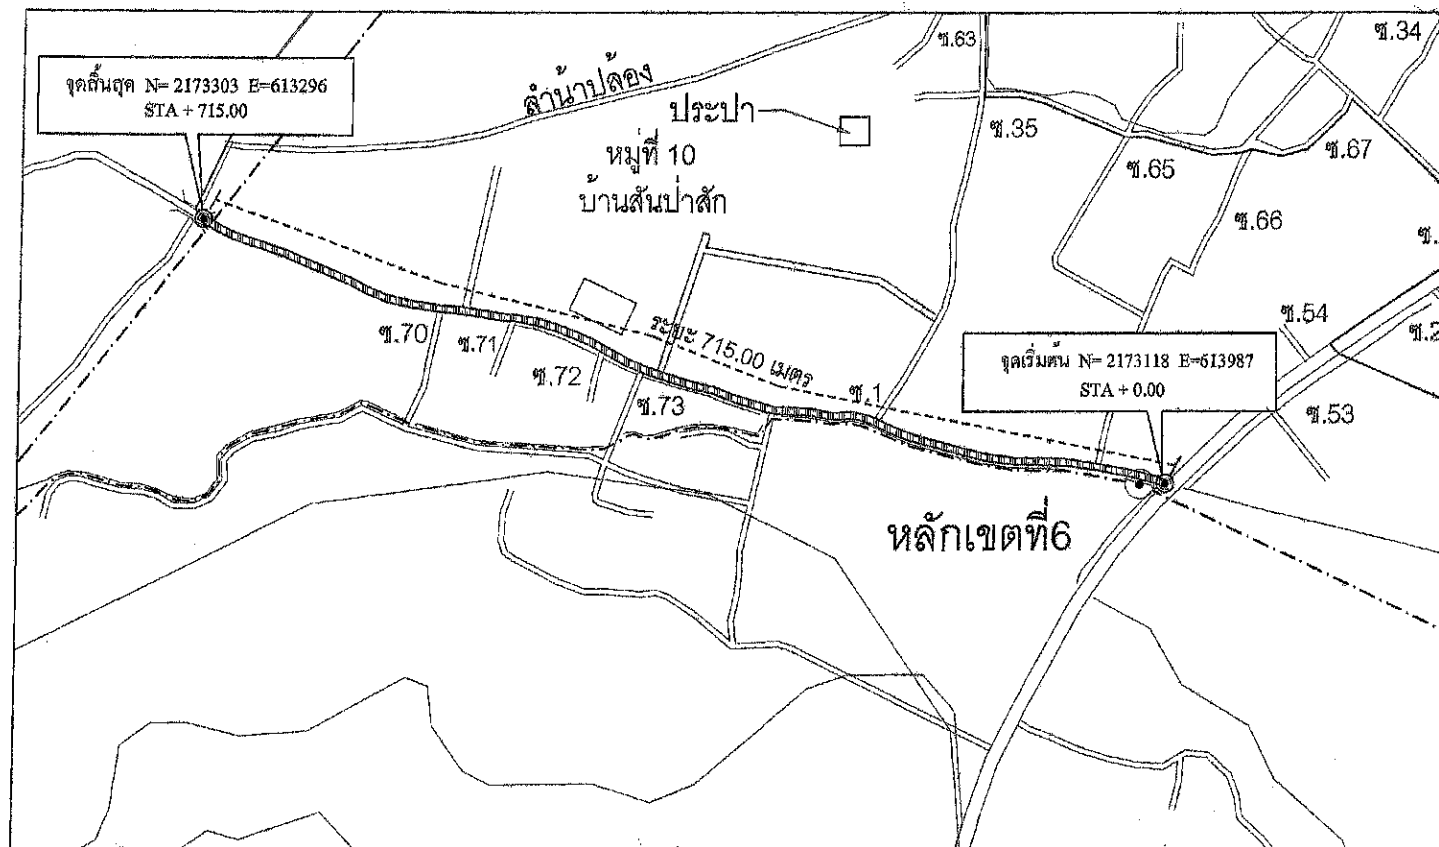 จุดสิ้นสุด N= 2173303 E=613296
STA + 715.00
ลำน้ำปล้อง
ประปา
หมู่ที่ 10
บ้านสันป่าสัก
ซ.63
ซ.34
ซ.35
ซ.65
ซ.67
ซ.66
ซ.70
ซ.71
ซ.72
ซ.73
ระยะ 715.00 เมตร
ซ.1
จุดเริ่มต้น N= 2173118 E=613987
STA + 0.00
ซ.54
ซ.2
ซ.53
หลักเขตที่6